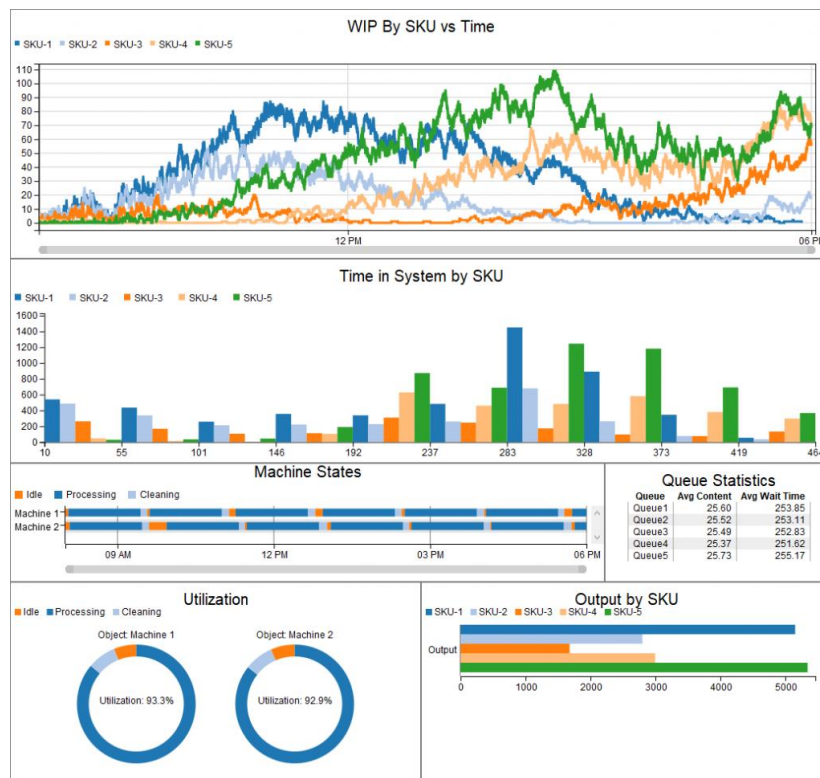 WIP By SKU vs Time
SKU-1 SKU-2 SKU-3 SKU-4 SKU-5
110
100
90
80
70
60
50
40
30
20
10
0
12 PM
06 PM
Time in System by SKU
SKU-1 SKU-2 SKU-3 SKU-4 SKU-5
1600
1400
1200
1000
800
600
400
200
0
10 55 101 146 192 237 283 328 373 419 464
Machine States
Idle Processing Cleaning
Machine 1
Machine 2
09 AM 12 PM 03 PM 06 PM
Queue Statistics
Queue Avg Content Avg Wait Time
Queue1 25.60 253.85
Queue2 25.52 253.11
Queue3 25.49 252.83
Queue4 25.37 251.62
Queue5 25.73 255.17
Utilization
Idle Processing Cleaning
Object: Machine 1 Object: Machine 2
Utilization: 93.3% Utilization: 92.9%
Output by SKU
SKU-1 SKU-2 SKU-3 SKU-4 SKU-5
Output
0 1000 2000 3000 4000 5000